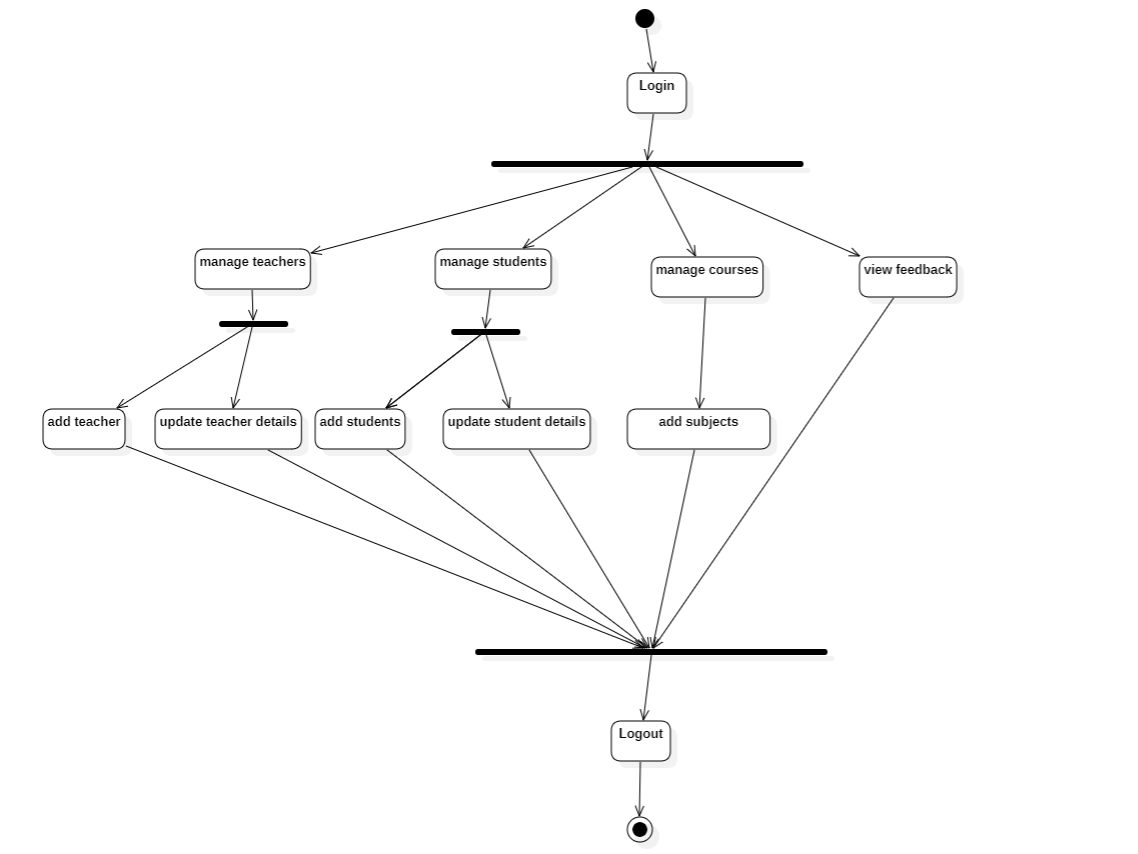 Login
manage teachers
manage students
manage courses
view feedback
add teacher
update teacher details
add students
update student details
add subjects
Logout